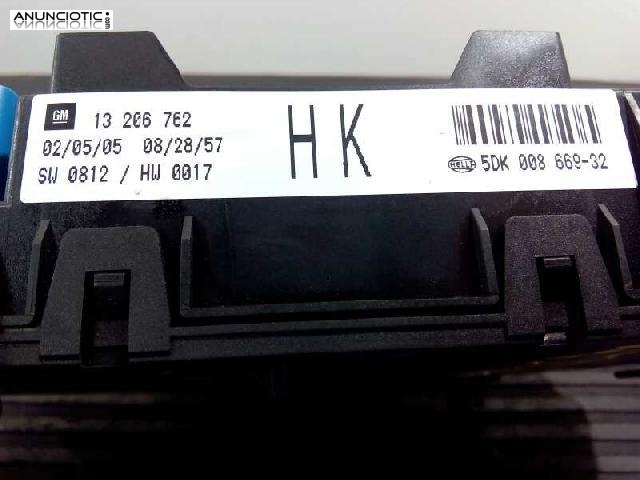 ANUNCIOTIC.com
GM 13 206 762
02/05/05 08/28/57
SW 0812 / HW 0017
HK
HELLA 5DK 008 669-32